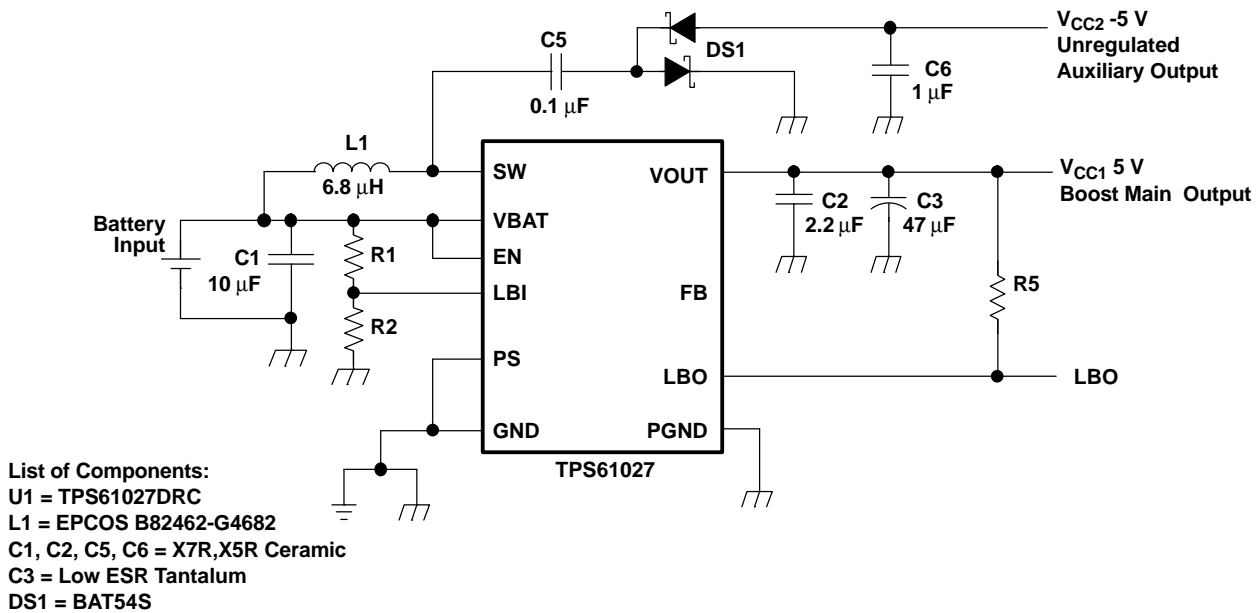 C5
0.1 μF
DS1
C6
1 μF
VCC2 -5 V
Unregulated
Auxiliary Output
L1
6.8 μH
SW
VOUT
VCC1 5 V
Boost Main Output
C2
2.2 μF
C3
47 μF
Battery
Input
VBAT
C1
10 μF
R1
EN
LBI
FB
R5
R2
PS
LBO
LBO
GND
PGND
TPS61027
List of Components:
U1 = TPS61027DRC
L1 = EPCOS B82462-G4682
C1, C2, C5, C6 = X7R,X5R Ceramic
C3 = Low ESR Tantalum
DS1 = BAT54S